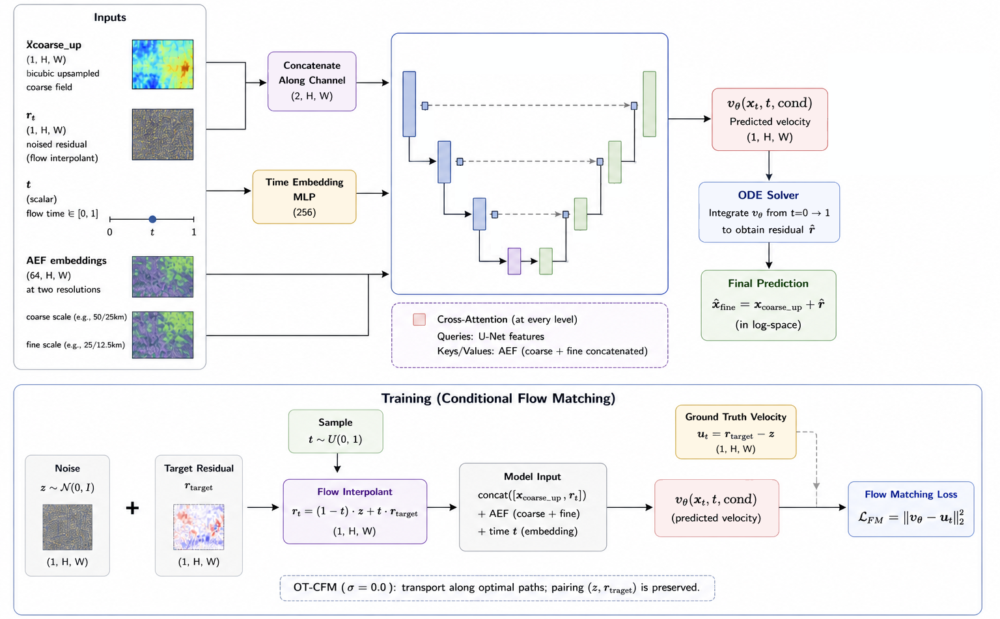 Inputs
Xcoarse_up
(1, H, W)
bicubic upsampled
coarse field
r_t
(1, H, W)
noised residual
(flow interpolant)
t
(scalar)
flow time ∈ [0, 1]
0 t 1
AEF embeddings
(64, H, W)
at two resolutions
coarse scale (e.g., 50/25km)
fine scale (e.g., 25/12.5km)
Concatenate
Along Channel
(2, H, W)
Time Embedding
MLP
(256)
Cross-Attention (at every level)
Queries: U-Net features
Keys/Values: AEF (coarse + fine concatenated)
v_θ(x_t, t, cond)
Predicted velocity
(1, H, W)
ODE Solver
Integrate v_θ from t=0 → 1
to obtain residual r̂
Final Prediction
x̂_fine = x_coarse_up + r̂
(in log-space)
Training (Conditional Flow Matching)
Noise
z ∼ 𝒩(0, I)
(1, H, W)
+
Target Residual
r_target
(1, H, W)
Sample
t ∼ U(0, 1)
Flow Interpolant
r_t = (1 − t) · z + t · r_target
(1, H, W)
Model Input
concat([x_coarse_up, r_t])
+ AEF (coarse + fine)
+ time t (embedding)
Ground Truth Velocity
u_t = r_target − z
(1, H, W)
v_θ(x_t, t, cond)
(predicted velocity)
Flow Matching Loss
ℒ_FM = ‖v_θ − u_t‖₂²
OT-CFM ( σ = 0.0 ): transport along optimal paths; pairing (z, r_traget) is preserved.